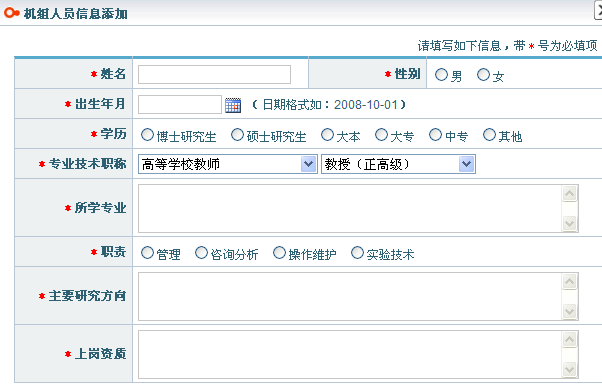 机组人员信息添加
请填写如下信息，带*号为必填项
*姓名 *性别 男 女
*出生年月 (日期格式如：2008-10-01)
*学历 博士研究生 硕士研究生 大本 大专 中专 其他
*专业技术职称 高等学校教师 教授（正高级）
*所学专业
*职责 管理 咨询分析 操作维护 实验技术
*主要研究方向
*上岗资质